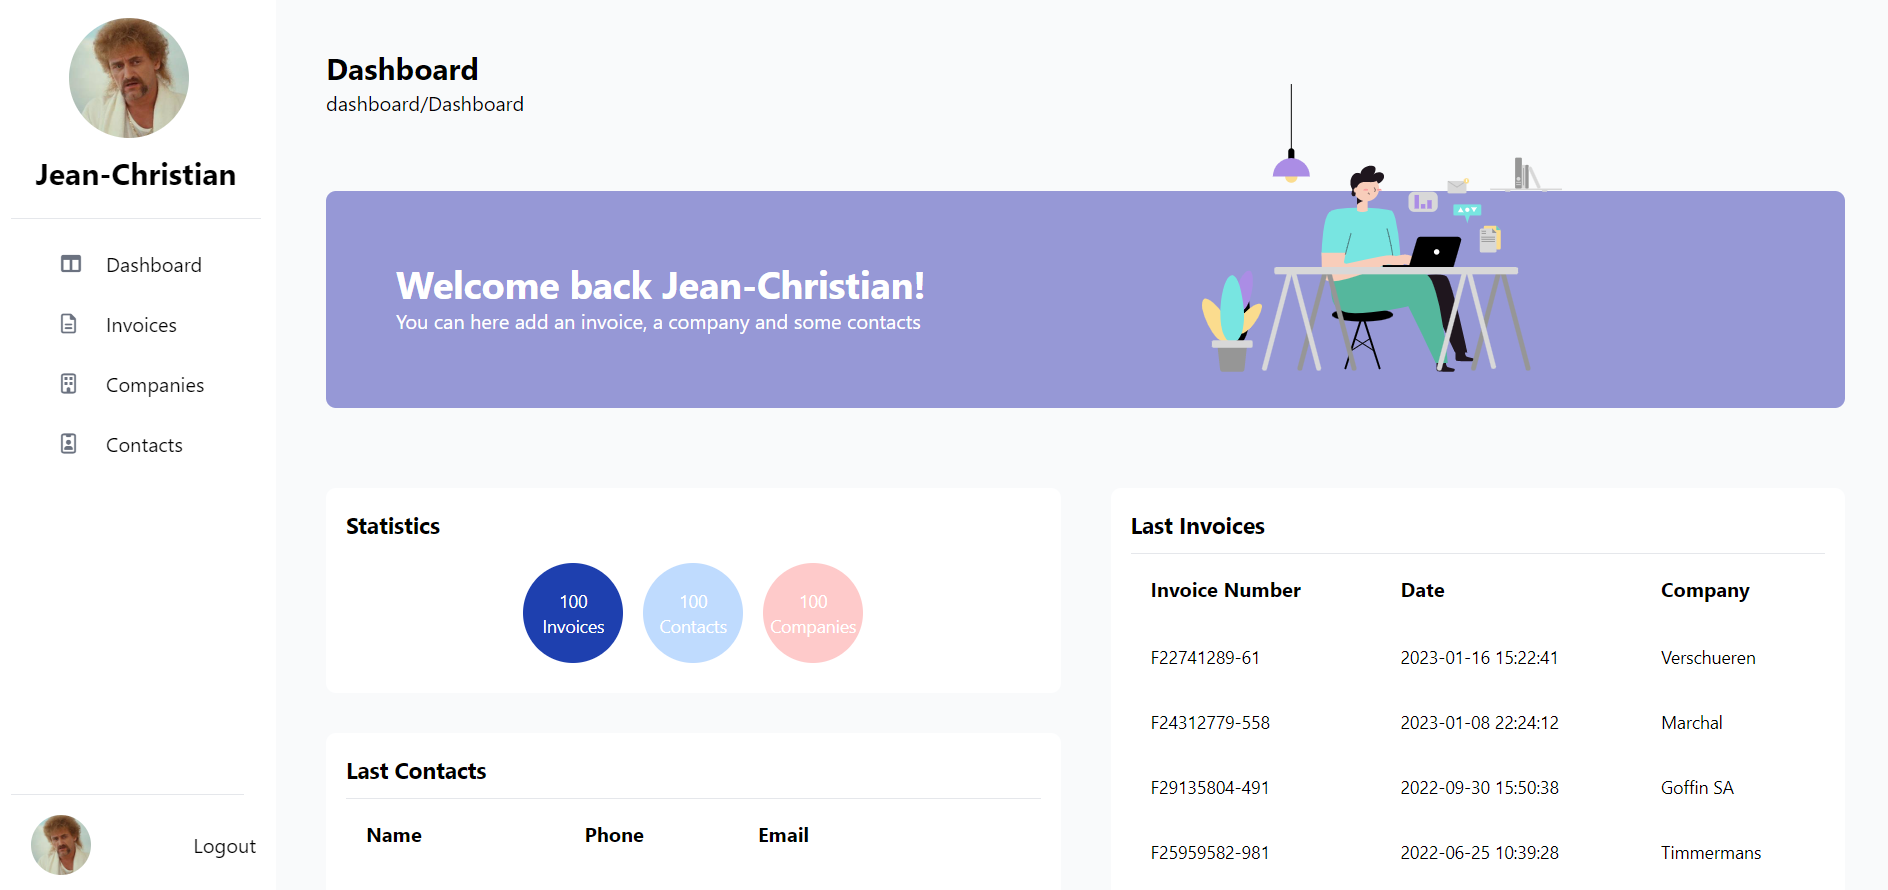 Jean-Christian
Dashboard
Invoices
Companies
Contacts
Logout
Dashboard
dashboard/Dashboard
Welcome back Jean-Christian!
You can here add an invoice, a company and some contacts
Statistics
100
Invoices
100
Contacts
100
Companies
Last Contacts
Name Phone Email
Last Invoices
Invoice Number Date Company
F22741289-61 2023-01-16 15:22:41 Verschueren
F24312779-558 2023-01-08 22:24:12 Marchal
F29135804-491 2022-09-30 15:50:38 Goffin SA
F25959582-981 2022-06-25 10:39:28 Timmermans